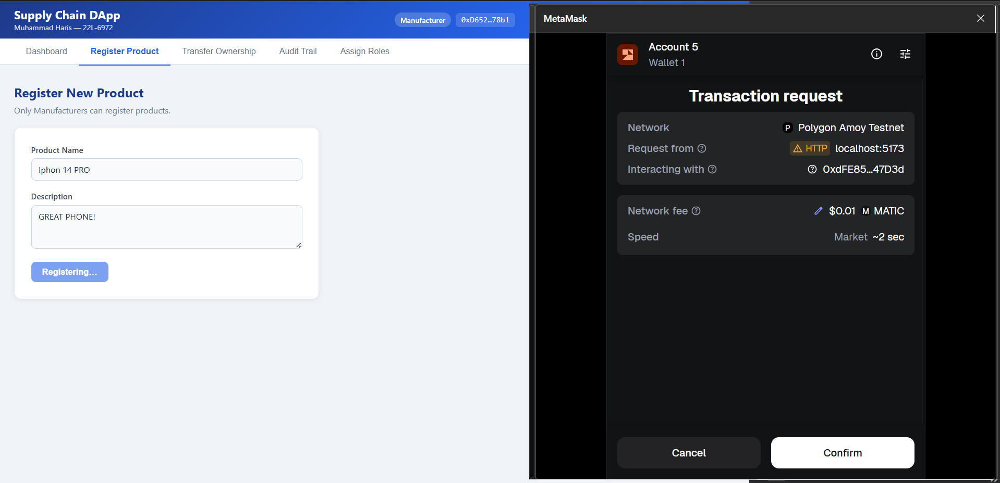 Supply Chain DApp
Muhammad Haris — 22L-6972
Manufacturer
0xD652…78b1
Dashboard
Register Product
Transfer Ownership
Audit Trail
Assign Roles
Register New Product
Only Manufacturers can register products.
Product Name
Iphon 14 PRO
Description
GREAT PHONE!
Registering…
MetaMask
Account 5
Wallet 1
Transaction request
Network
P Polygon Amoy Testnet
Request from
HTTP localhost:5173
Interacting with
0xdFE85...47D3d
Network fee
$0.01 M MATIC
Speed
Market ~2 sec
Cancel
Confirm